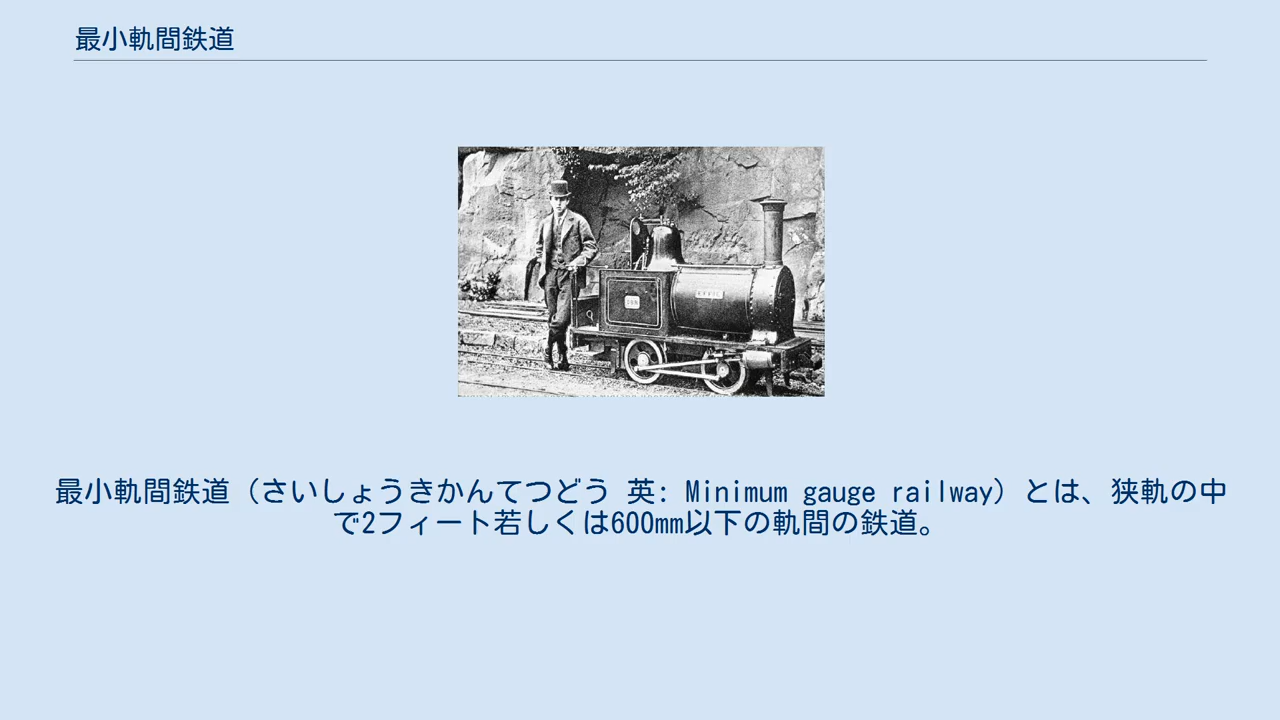 最小軌間鉄道
最小軌間鉄道（さいしょうきかんてつどう 英: Minimum gauge railway）とは、狭軌の中
で2フィート若しくは600mm以下の軌間の鉄道。